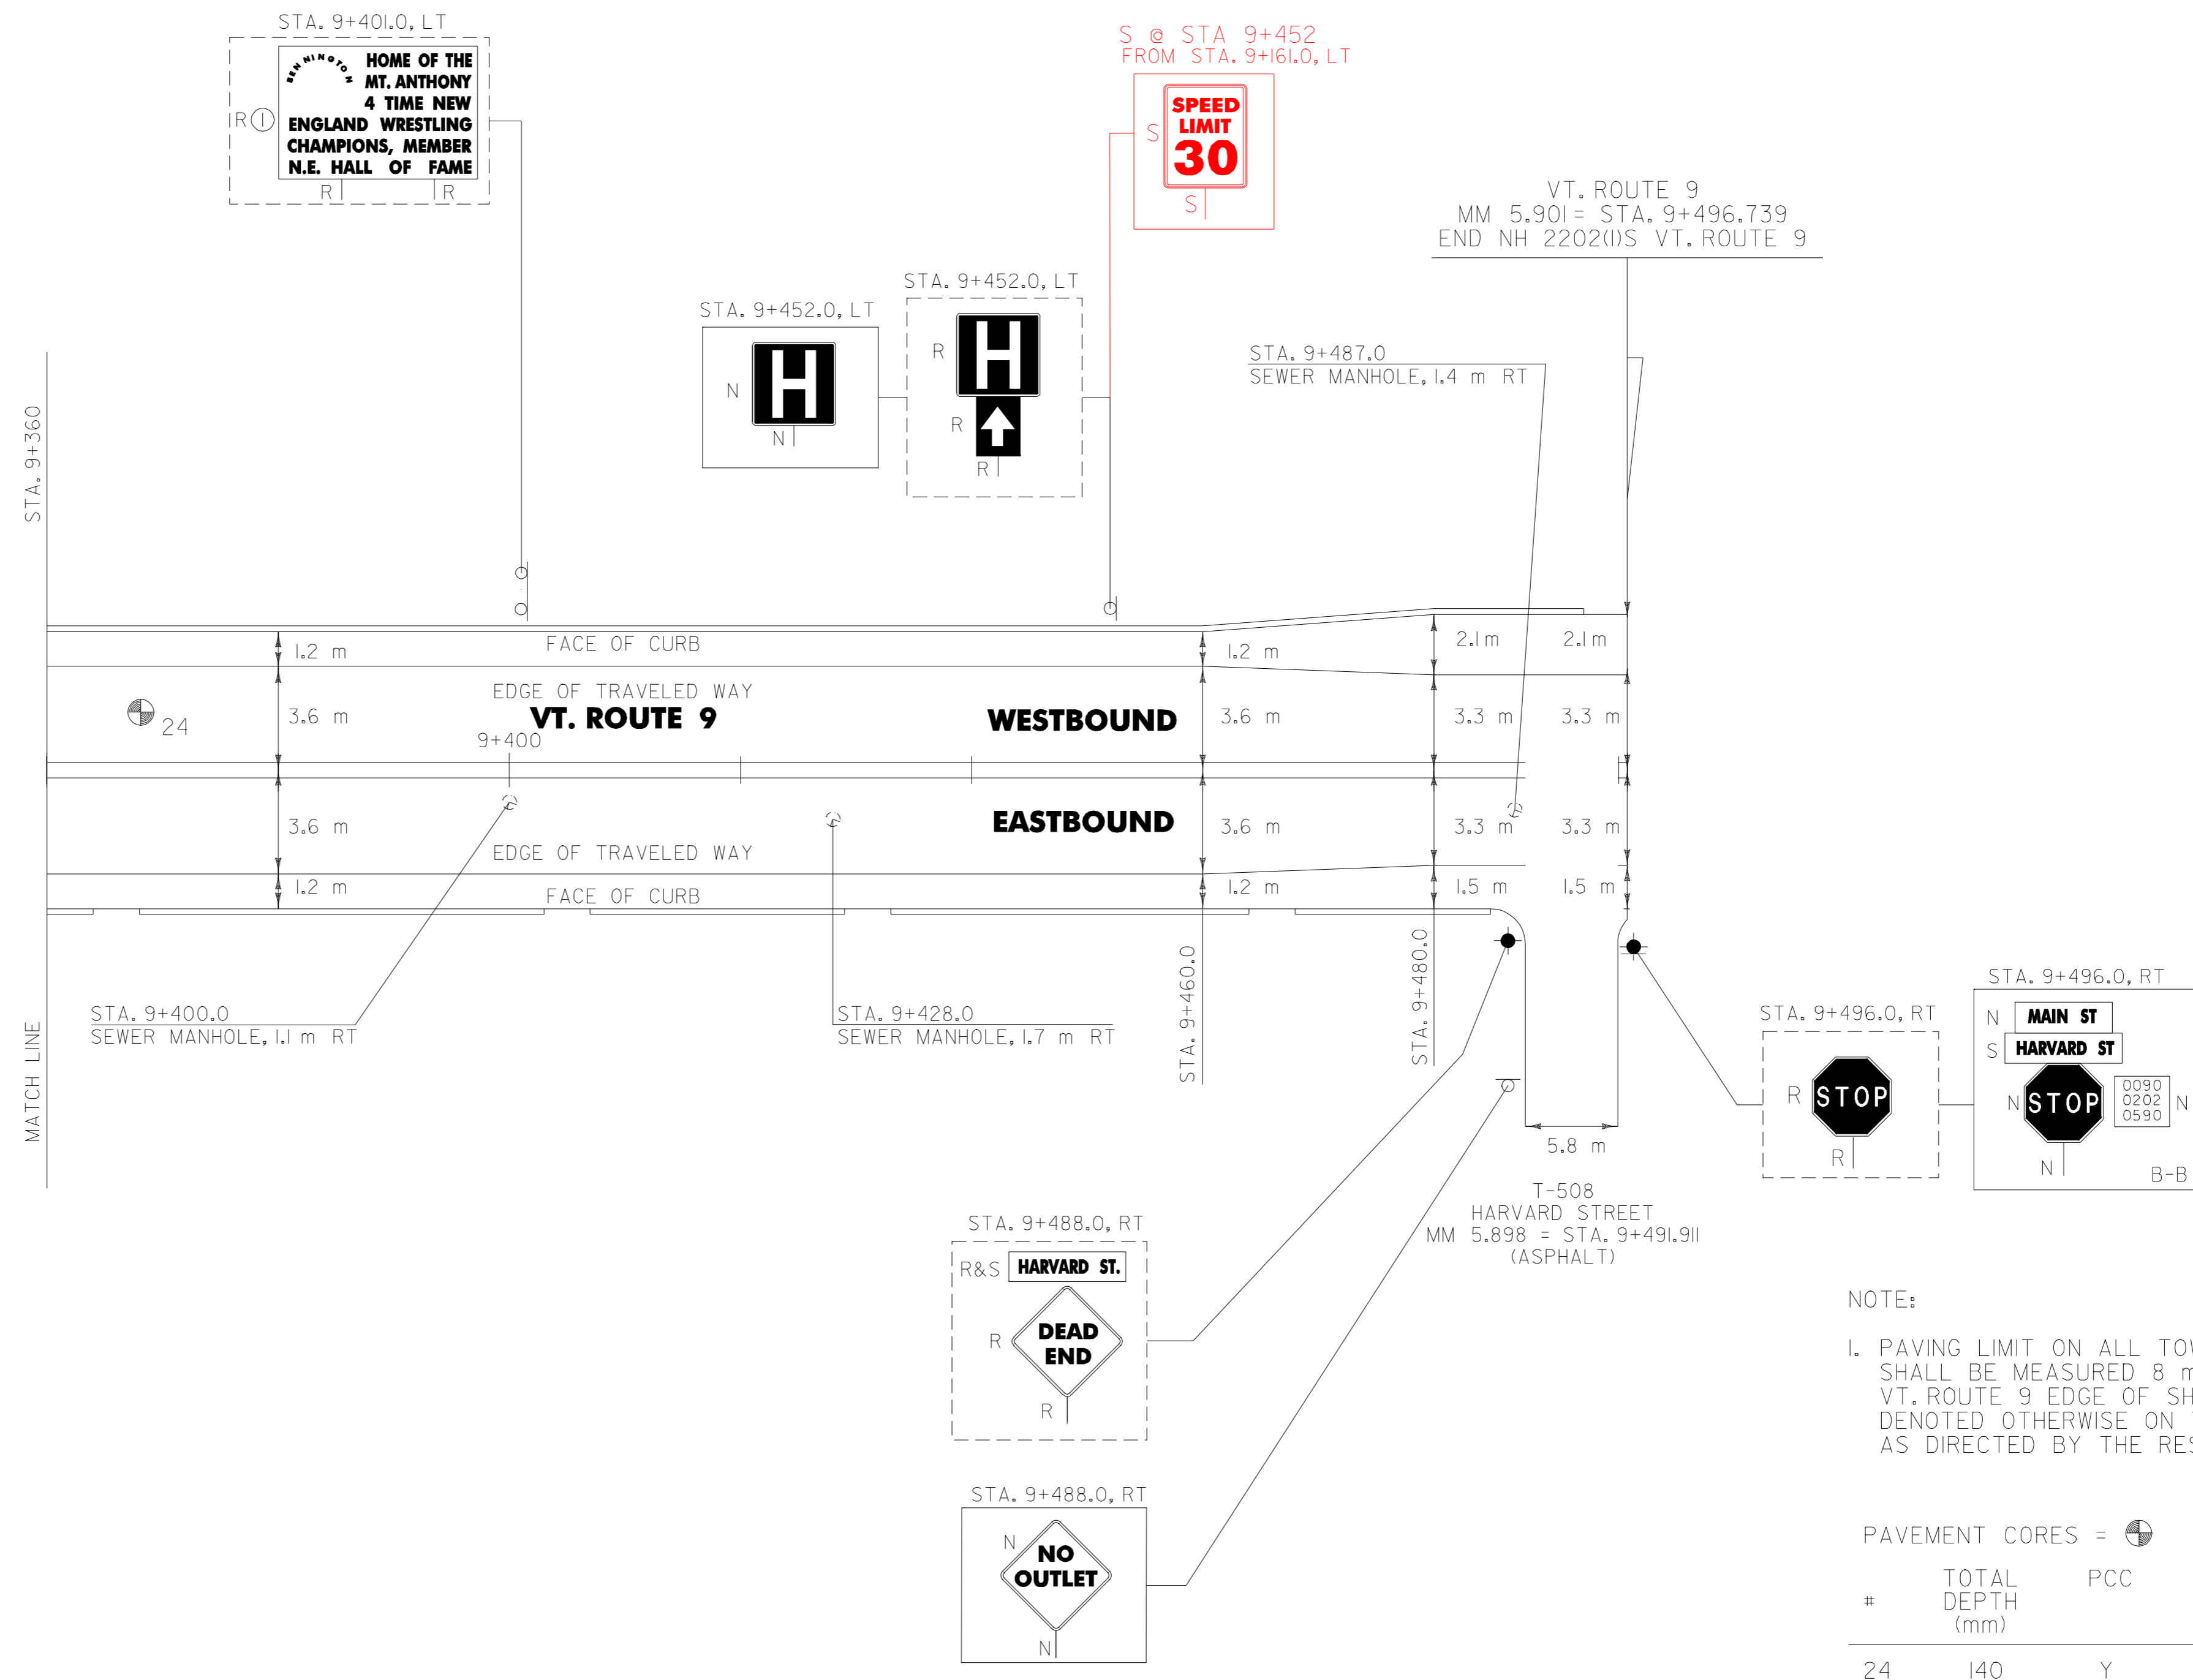 STA. 9+401.0, LT
BENNINGTON
HOME OF THE
MT. ANTHONY
4 TIME NEW
ENGLAND WRESTLING
CHAMPIONS, MEMBER
N.E. HALL OF FAME
R 1
R R
S @ STA 9+452
FROM STA. 9+161.0, LT
SPEED
LIMIT
30
S
S
VT. ROUTE 9
MM 5.901 = STA. 9+496.739
END NH 2202(1)S VT. ROUTE 9
STA. 9+452.0, LT
N H
N
STA. 9+452.0, LT
R H
R
R
STA. 9+487.0
SEWER MANHOLE, 1.4 m RT
STA. 9+360
MATCH LINE
FACE OF CURB
1.2 m 1.2 m 2.1 m 2.1 m
EDGE OF TRAVELED WAY
24 3.6 m VT. ROUTE 9 WESTBOUND 3.6 m 3.3 m 3.3 m
9+400
3.6 m EASTBOUND 3.6 m 3.3 m 3.3 m
EDGE OF TRAVELED WAY
1.2 m 1.2 m 1.5 m 1.5 m
FACE OF CURB
STA. 9+400.0
SEWER MANHOLE, 1.1 m RT
STA. 9+428.0
SEWER MANHOLE, 1.7 m RT
STA. 9+460.0
STA. 9+480.0
STA. 9+496.0, RT
R STOP
R
STA. 9+496.0, RT
N MAIN ST
S HARVARD ST
N STOP
0090
0202
0590
N
N
B-B
5.8 m
T-508
HARVARD STREET
MM 5.898 = STA. 9+491.911
(ASPHALT)
STA. 9+488.0, RT
R&S HARVARD ST.
R DEAD
END
R
STA. 9+488.0, RT
N NO
OUTLET
N
NOTE:
1. PAVING LIMIT ON ALL
SHALL BE MEASURED 8
VT. ROUTE 9 EDGE OF
DENOTED OTHERWISE ON
AS DIRECTED BY THE
PAVEMENT CORES =
# TOTAL DEPTH (mm) PCC
24 140 Y